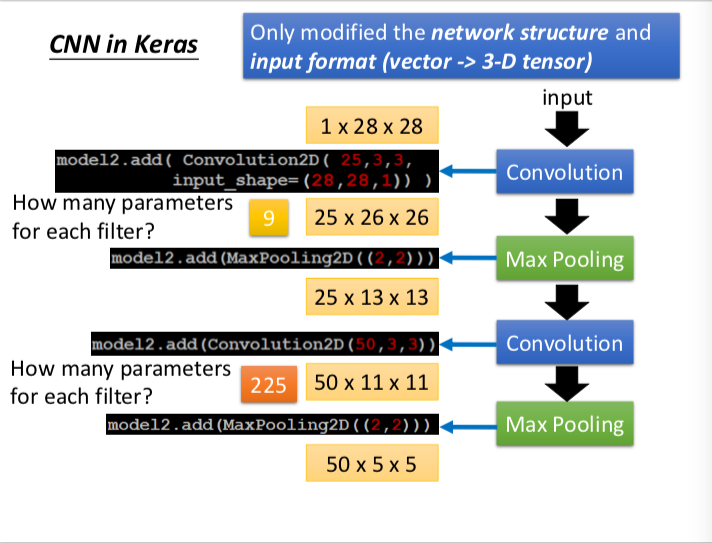 CNN in Keras
Only modified the network structure and
input format (vector -> 3-D tensor)
input
1 x 28 x 28
model2.add( Convolution2D( 25,3,3,
input_shape=(28,28,1)) )
Convolution
How many parameters
for each filter?
9
25 x 26 x 26
model2.add(MaxPooling2D((2,2)))
Max Pooling
25 x 13 x 13
model2.add(Convolution2D(50,3,3))
Convolution
How many parameters
for each filter?
225
50 x 11 x 11
model2.add(MaxPooling2D((2,2)))
Max Pooling
50 x 5 x 5